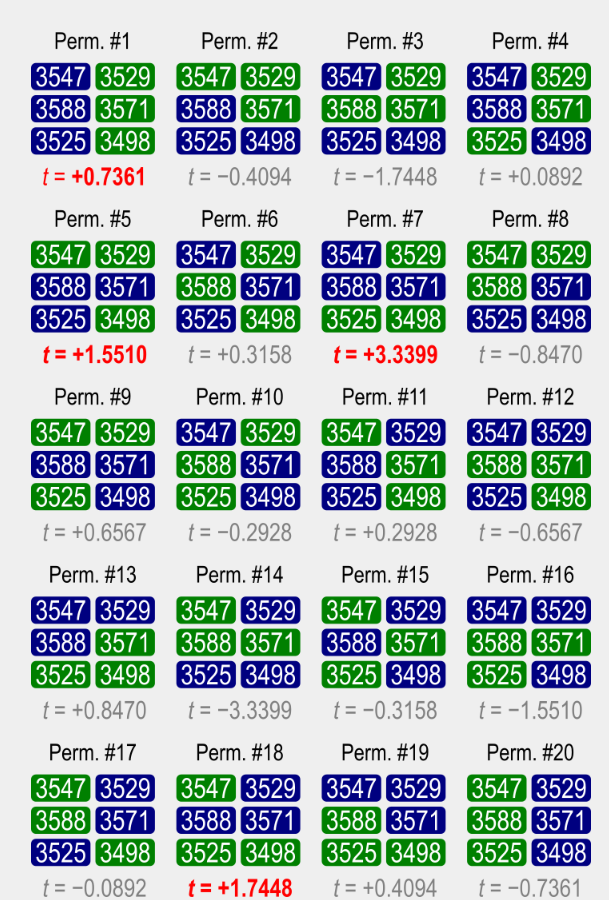 Perm. #1 Perm. #2 Perm. #3 Perm. #4
3547 3529 3547 3529 3547 3529 3547 3529
3588 3571 3588 3571 3588 3571 3588 3571
3525 3498 3525 3498 3525 3498 3525 3498
t = +0.7361 t = −0.4094 t = −1.7448 t = +0.0892
Perm. #5 Perm. #6 Perm. #7 Perm. #8
3547 3529 3547 3529 3547 3529 3547 3529
3588 3571 3588 3571 3588 3571 3588 3571
3525 3498 3525 3498 3525 3498 3525 3498
t = +1.5510 t = +0.3158 t = +3.3399 t = −0.8470
Perm. #9 Perm. #10 Perm. #11 Perm. #12
3547 3529 3547 3529 3547 3529 3547 3529
3588 3571 3588 3571 3588 3571 3588 3571
3525 3498 3525 3498 3525 3498 3525 3498
t = +0.6567 t = −0.2928 t = +0.2928 t = −0.6567
Perm. #13 Perm. #14 Perm. #15 Perm. #16
3547 3529 3547 3529 3547 3529 3547 3529
3588 3571 3588 3571 3588 3571 3588 3571
3525 3498 3525 3498 3525 3498 3525 3498
t = +0.8470 t = −3.3399 t = −0.3158 t = −1.5510
Perm. #17 Perm. #18 Perm. #19 Perm. #20
3547 3529 3547 3529 3547 3529 3547 3529
3588 3571 3588 3571 3588 3571 3588 3571
3525 3498 3525 3498 3525 3498 3525 3498
t = −0.0892 t = +1.7448 t = +0.4094 t = −0.7361